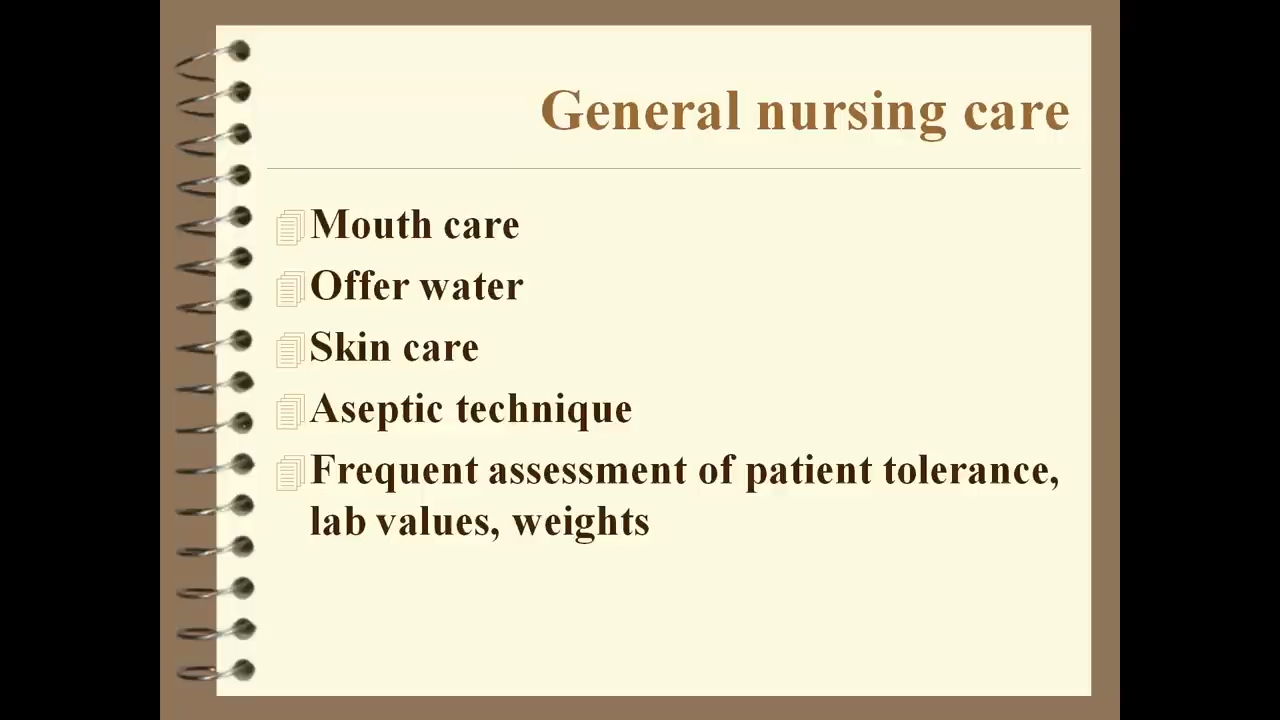 General nursing care
Mouth care
Offer water
Skin care
Aseptic technique
Frequent assessment of patient tolerance,
lab values, weights